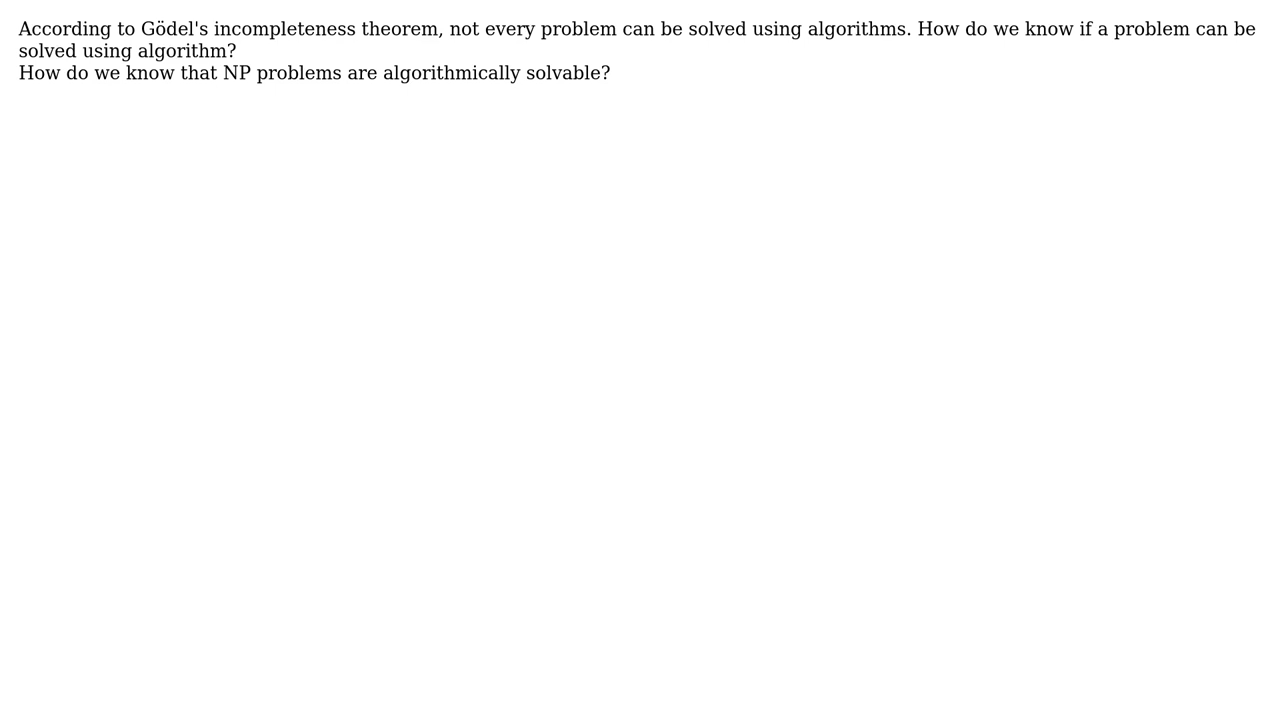 According to Gödel's incompleteness theorem, not every problem can be solved using algorithms. How do we know if a problem can be
solved using algorithm?
How do we know that NP problems are algorithmically solvable?